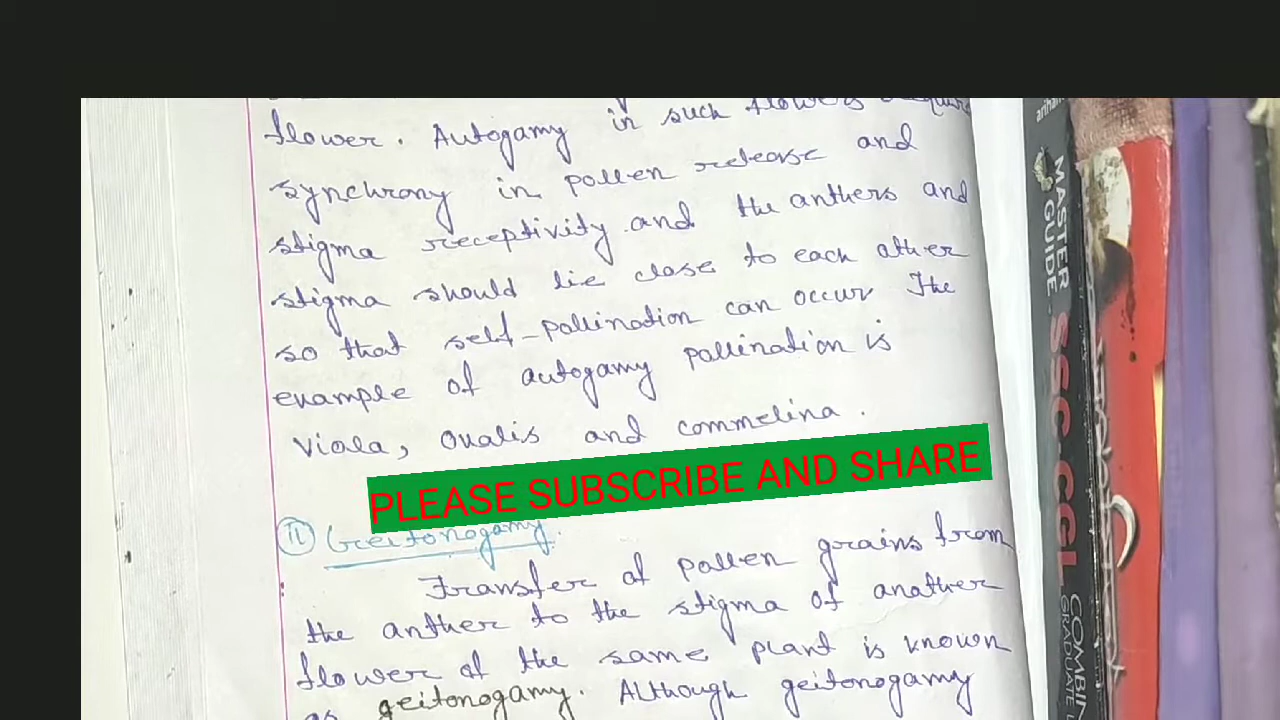 flower. Autogamy in such flowers
synchrony in pollen release and
stigma receptivity and the anthers and
stigma should lie close to each other
so that self-pollination can occur The
example of autogamy pollination is
Viola, Oxalis and commelina.
PLEASE SUBSCRIBE AND SHARE
II Geitonogamy.
Transfer of pollen grains from
the anther to the stigma of another
flower of the same plant is known
as geitonogamy. Although geitonogamy
MASTER GUIDE SSC CGL
COMBIN
GRADUATE